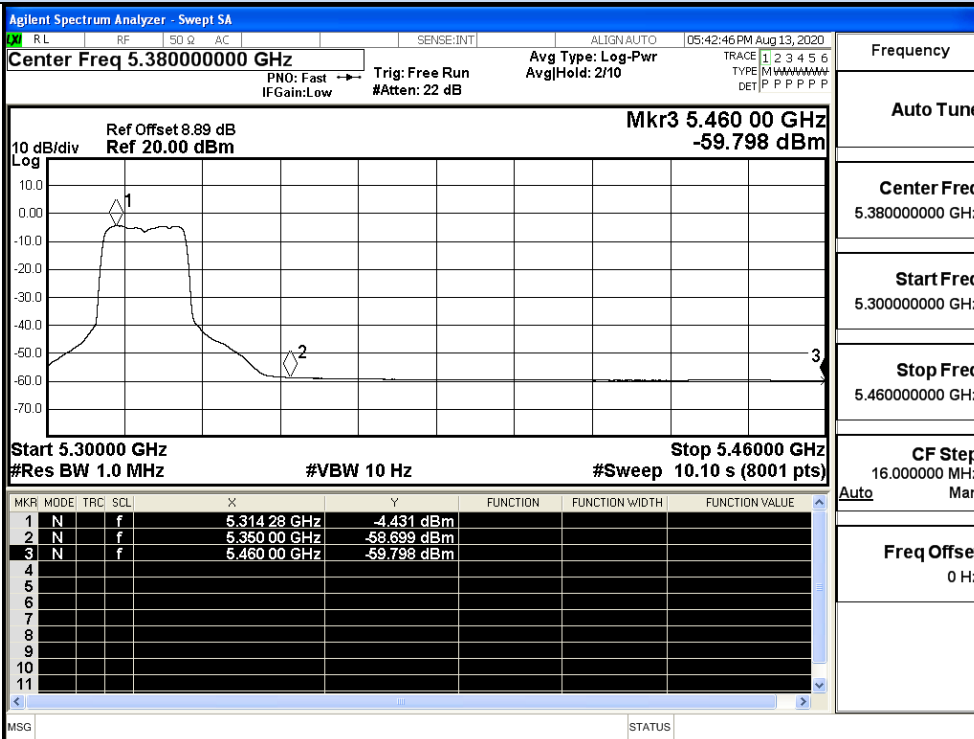 Agilent Spectrum Analyzer - Swept SA
LXI RL RF 50 Ω AC SENSE:INT ALIGN AUTO 05:42:46 PM Aug 13, 2020
Center Freq 5.380000000 GHz
PNO: Fast
IFGain:Low
Trig: Free Run
#Atten: 22 dB
Avg Type: Log-Pwr
Avg|Hold: 2/10
TRACE 1 2 3 4 5 6
TYPE M WWWWW
DET P P P P P P
Mkr3 5.460 00 GHz
-59.798 dBm
Ref Offset 8.89 dB
10 dB/div Ref 20.00 dBm
Log
10.0
0.00
-10.0
-20.0
-30.0
-40.0
-50.0
-60.0
-70.0
1
2
3
Start 5.30000 GHz Stop 5.46000 GHz
#Res BW 1.0 MHz #VBW 10 Hz #Sweep 10.10 s (8001 pts)
MKR MODE TRC SCL X Y FUNCTION FUNCTION WIDTH FUNCTION VALUE
1 N f 5.314 28 GHz -4.431 dBm
2 N f 5.350 00 GHz -58.699 dBm
3 N f 5.460 00 GHz -59.798 dBm
4
5
6
7
8
9
10
11
MSG STATUS
Frequency
Auto Tune
Center Freq
5.380000000 GHz
Start Freq
5.300000000 GHz
Stop Freq
5.460000000 GHz
CF Step
16.000000 MHz
Auto Man
Freq Offset
0 Hz